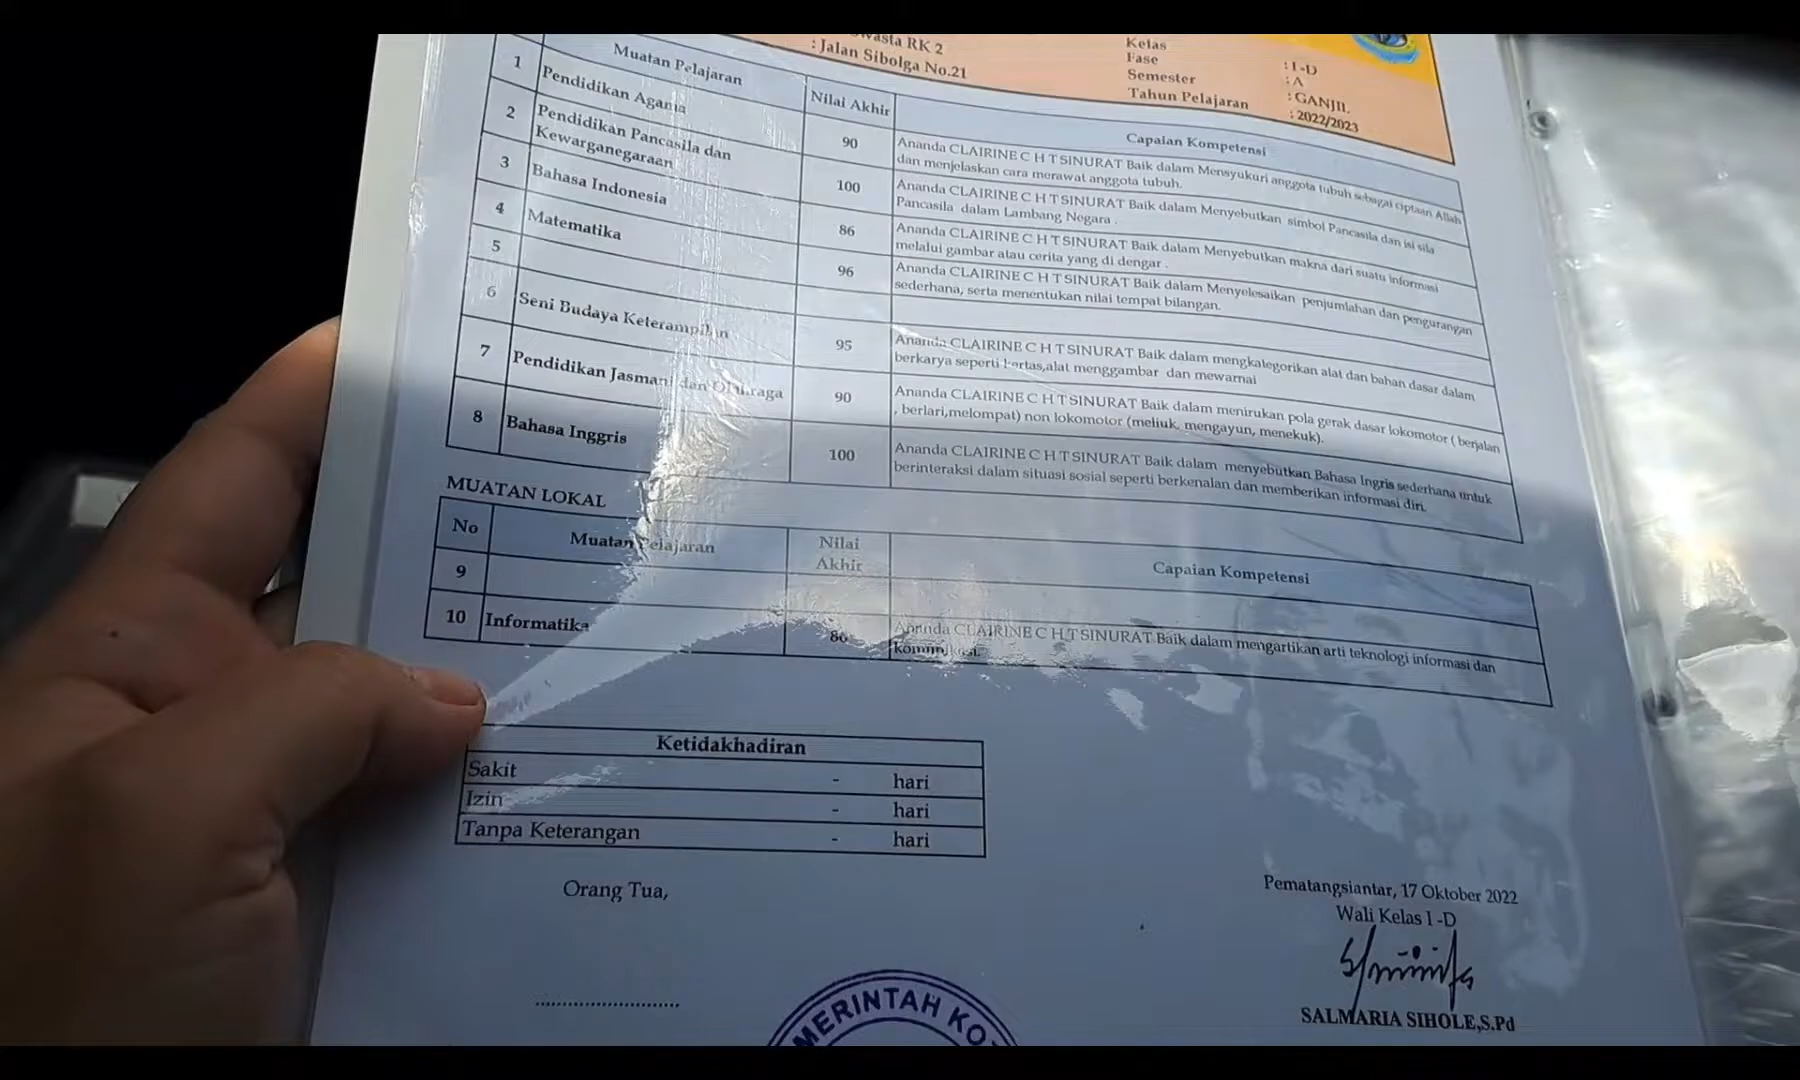 wasta RK 2
: Jalan Sibolga No.21
Kelas : I-D
Fase : A
Semester : GANJIL
Tahun Pelajaran : 2022/2023
Muatan Pelajaran Nilai Akhir Capaian Kompetensi
1 Pendidikan Agama 90 Ananda CLAIRINE C H T SINURAT Baik dalam Mensyukuri anggota tubuh sebagai ciptaan Allah
dan menjelaskan cara merawat anggota tubuh.
2 Pendidikan Pancasila dan
Kewarganegaraan 100 Ananda CLAIRINE C H T SINURAT Baik dalam Menyebutkan simbol Pancasila dan isi sila
Pancasila dalam Lambang Negara .
3 Bahasa Indonesia 86 Ananda CLAIRINE C H T SINURAT Baik dalam Menyebutkan makna dari suatu informasi
melalui gambar atau cerita yang di dengar .
4 Matematika 96 Ananda CLAIRINE C H T SINURAT Baik dalam Menyelesaikan penjumlahan dan pengurangan
sederhana, serta menentukan nilai tempat bilangan.
5
6 Seni Budaya Keterampilan 95 Ananda CLAIRINE C H T SINURAT Baik dalam mengkalegorikan alat dan bahan dasar dalam
berkarya seperti kertas,alat menggambar dan mewarnai
7 Pendidikan Jasmani dan Olahraga 90 Ananda CLAIRINE C H T SINURAT Baik dalam menirukan pola gerak dasar lokomotor ( berjalan
, berlari,melompat) non lokomotor (meliuk, mengayun, menekuk).
8 Bahasa Inggris 100 Ananda CLAIRINE C H T SINURAT Baik dalam menyebutkan Bahasa Ingris sederhana untuk
berinteraksi dalam situasi sosial seperti berkenalan dan memberikan informasi diri.
MUATAN LOKAL
No Muatan Pelajaran Nilai
Akhir Capaian Kompetensi
9
10 Informatika 86 Ananda CLAIRINE C H T SINURAT Baik dalam mengartikan arti teknologi informasi dan
komunikasi.
Ketidakhadiran
Sakit - hari
Izin - hari
Tanpa Keterangan - hari
Orang Tua,
Pematangsiantar, 17 Oktober 2022
Wali Kelas I -D
SALMARIA SIHOLE,S.Pd
MERINTAH KO